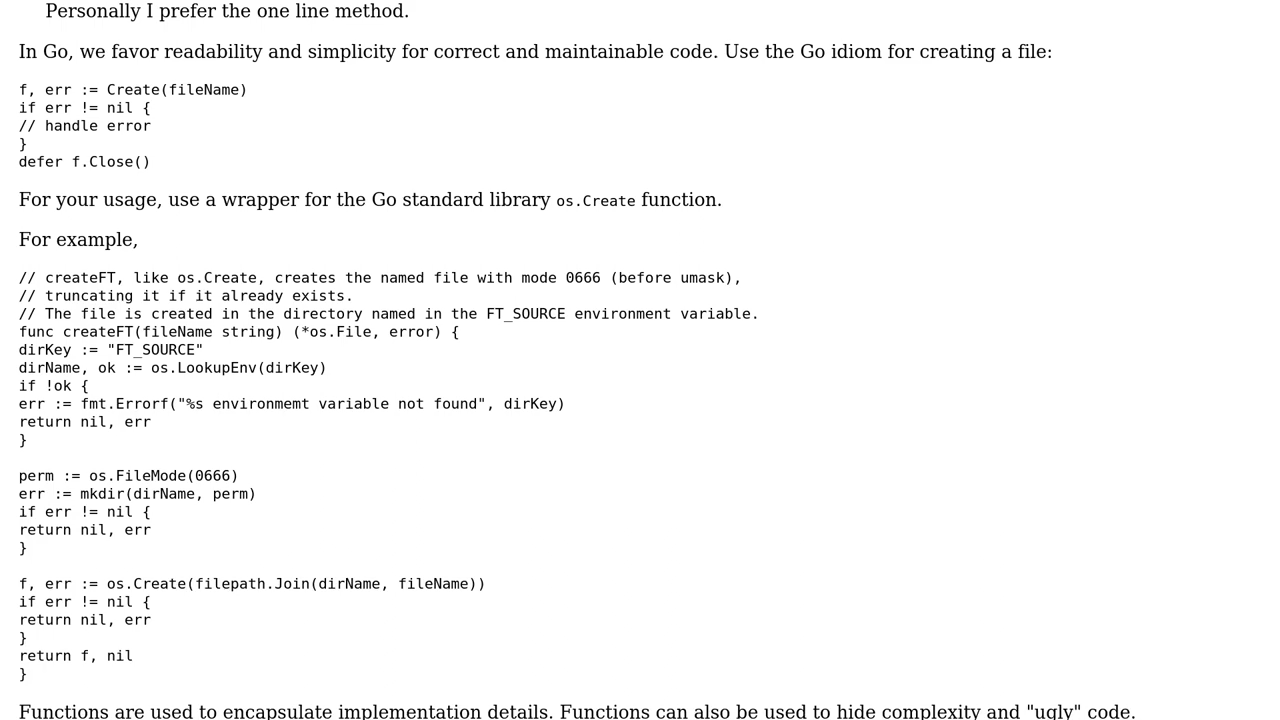 Personally I prefer the one line method.
In Go, we favor readability and simplicity for correct and maintainable code. Use the Go idiom for creating a file:
f, err := Create(fileName)
if err != nil {
// handle error
}
defer f.Close()
For your usage, use a wrapper for the Go standard library os.Create function.
For example,
// createFT, like os.Create, creates the named file with mode 0666 (before umask),
// truncating it if it already exists.
// The file is created in the directory named in the FT_SOURCE environment variable.
func createFT(fileName string) (*os.File, error) {
dirKey := "FT_SOURCE"
dirName, ok := os.LookupEnv(dirKey)
if !ok {
err := fmt.Errorf("%s environmemt variable not found", dirKey)
return nil, err
}
perm := os.FileMode(0666)
err := mkdir(dirName, perm)
if err != nil {
return nil, err
}
f, err := os.Create(filepath.Join(dirName, fileName))
if err != nil {
return nil, err
}
return f, nil
}
Functions are used to encapsulate implementation details. Functions can also be used to hide complexity and "ugly" code.